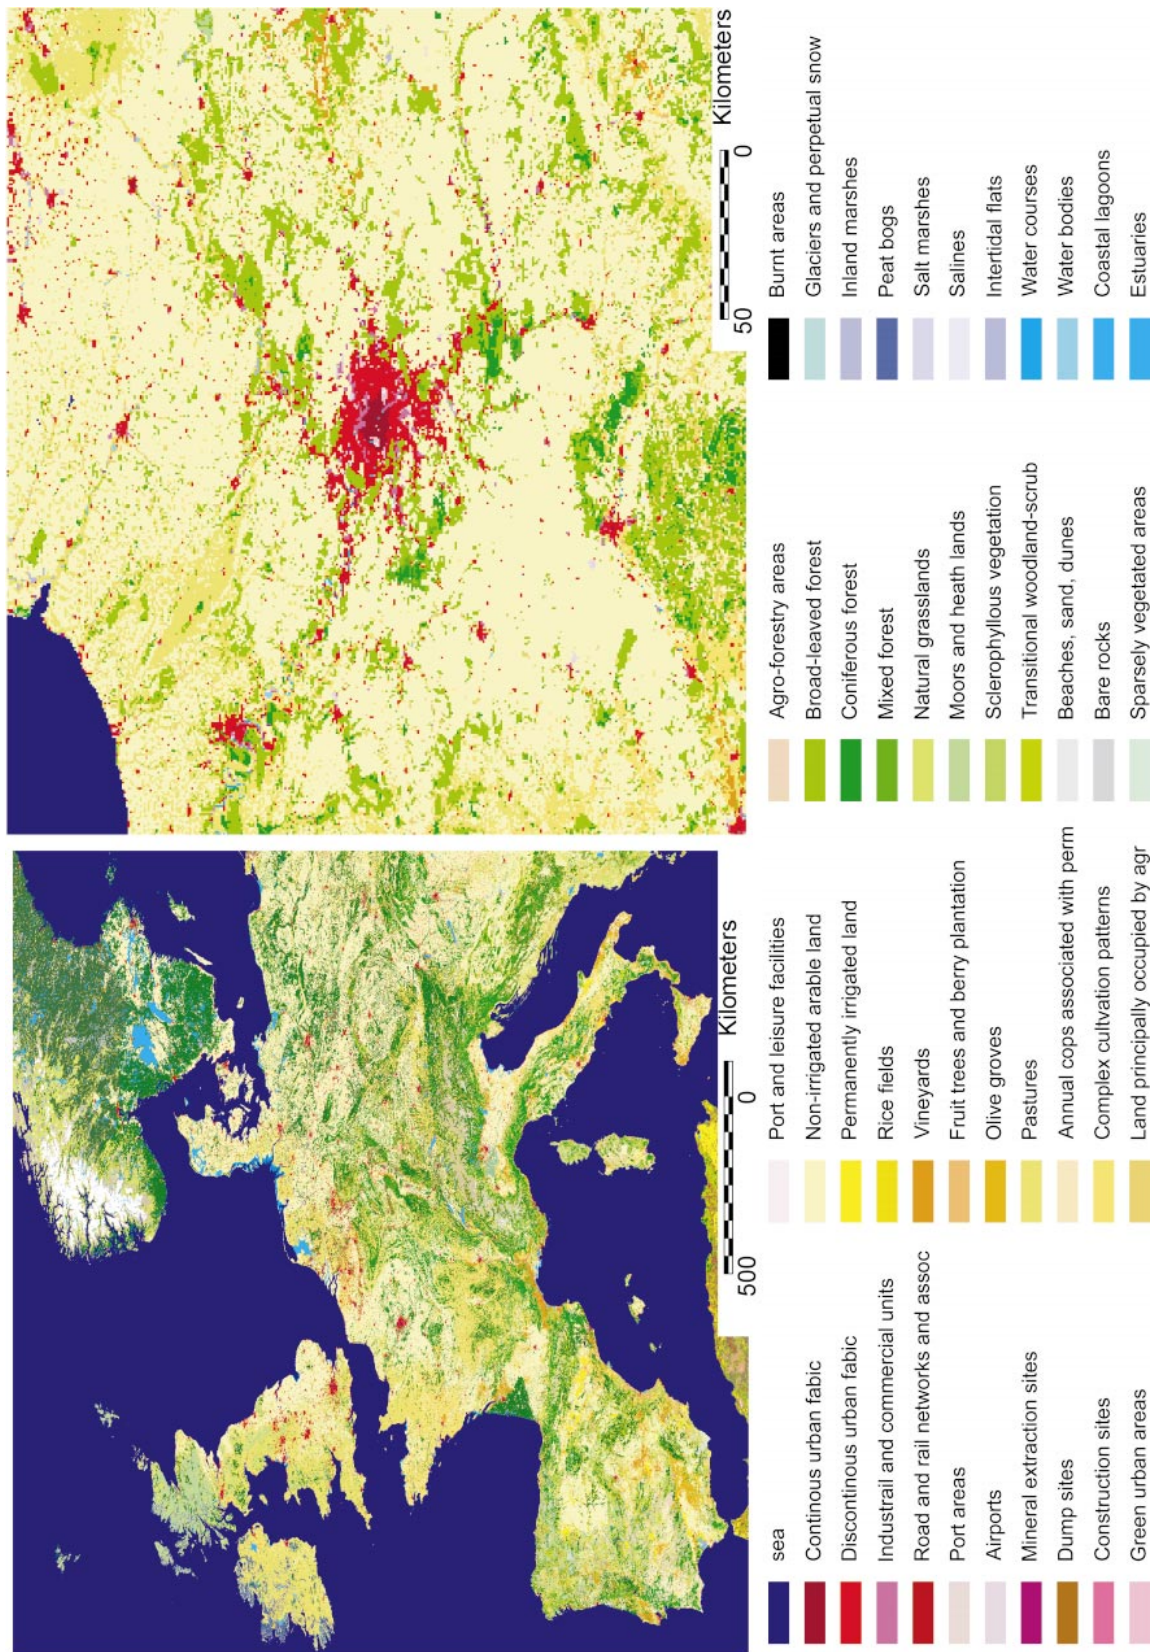 Kilometers
500 0
Kilometers
50 0
sea
Continous urban fabic
Discontinous urban fabic
Industrail and commercial units
Road and rail networks and assoc
Port areas
Airports
Mineral extraction sites
Dump sites
Construction sites
Green urban areas
Port and leisure facilities
Non-irrigated arable land
Permanently irrigated land
Rice fields
Vineyards
Fruit trees and berry plantation
Olive groves
Pastures
Annual cops associated with perm
Complex cultvation patterns
Land principally occupied by agr
Agro-forestry areas
Broad-leaved forest
Coniferous forest
Mixed forest
Natural grasslands
Moors and heath lands
Sclerophyllous vegetation
Transitional woodland-scrub
Beaches, sand, dunes
Bare rocks
Sparsely vegetated areas
Burnt areas
Glaciers and perpetual snow
Inland marshes
Peat bogs
Salt marshes
Salines
Intertidal flats
Water courses
Water bodies
Coastal lagoons
Estuaries